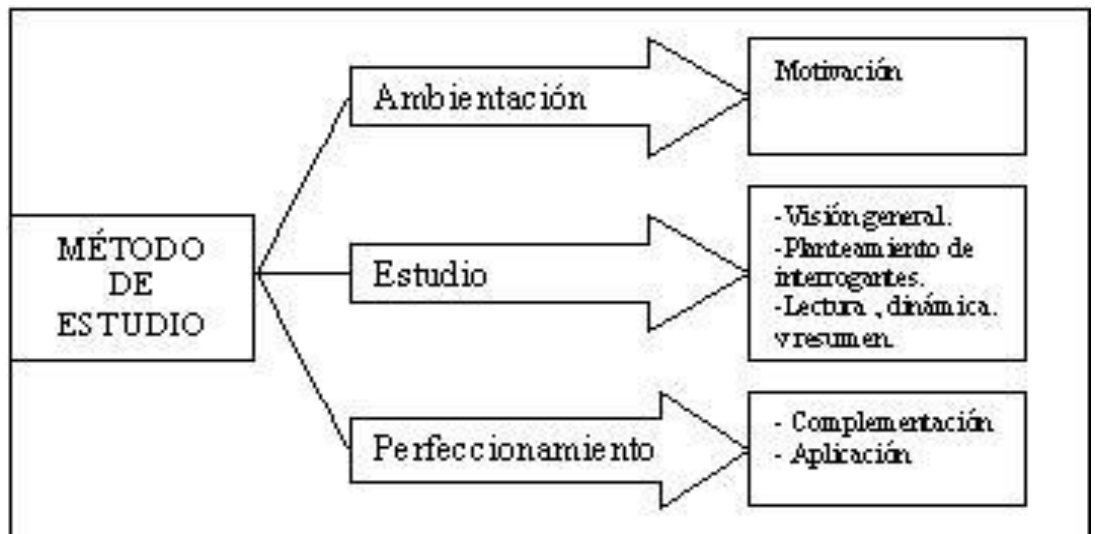 MÉTODO
DE
ESTUDIO
Ambientación
Motivación
Estudio
-Visión general.
-Planteamiento de
interrogantes.
-Lectura , dinámica.
y resumen.
Perfeccionamiento
- Complementación
- Aplicación